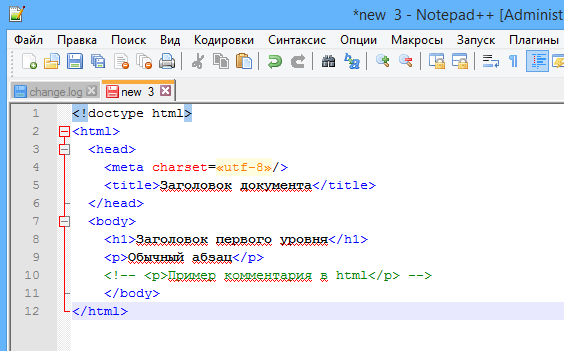 *new 3 - Notepad++ [Administ
Файл Правка Поиск Вид Кодировки Синтаксис Опции Макросы Запуск Плагины
change.log new 3
1 <!doctype html>
2 <html>
3 <head>
4 <meta charset=«utf-8»/>
5 <title>Заголовок документа</title>
6 </head>
7 <body>
8 <h1>Заголовок первого уровня</h1>
9 <p>Обычный абзац</p>
10 <!-- <p>Пример комментария в html</p> -->
11 </body>
12 </html>